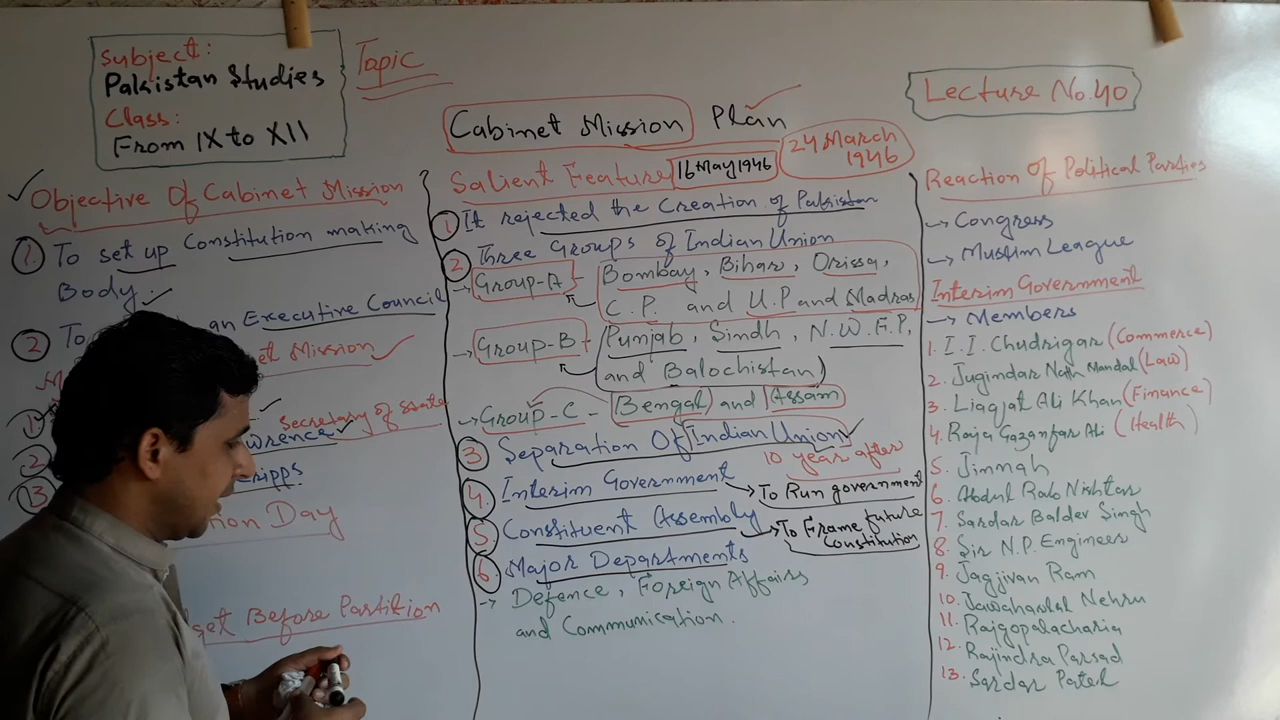 Subject:
Pakistan Studies
Class:
From IX to XII
Topic
Cabinet Mission Plan
Lecture No.40
Objective Of Cabinet Mission
1. To set up Constitution making
Body.
2 To an Executive Council
Mission
Secretary of state
Day
Before Partition
Salient Feature 16 May 1946
24 March
1946
1 It rejected the Creation of Pakistan
2 Three Groups of Indian Union
→ Group-A - Bombay, Bihar, Orissa,
C.P. and U.P and Madras
→ Group-B - (Punjab, Sindh, N.W.F.P,
and Balochistan)
→ Group-C - (Bengal) and Assam
3 Separation Of Indian Union
10 year after
4. Interim Government → To Run government
5. Constituent Assembly → To Frame future
constitution
6. Major Departments
→ Defence, Foreign Affairs
and Communication.
Reaction Of Political Parties
→ Congress
→ Muslim League
Interim Government
→ Members
1. I.I. Chudrigar (Commerce)
2. Jugindar Nath Mandal (Law)
3. Liaqat Ali Khan (Finance)
4. Raja Gazanfar Ali (Health)
5. Jinnah
6. Abdul Rab Nishtar
7. Sardar Baldev Singh
8. Sir N.P. Engineer
9. Jagjivan Ram
10. Jawaharlal Nehru
11. Rajgopalacharia
12. Rajindra Parsad
13. Sardar Patel